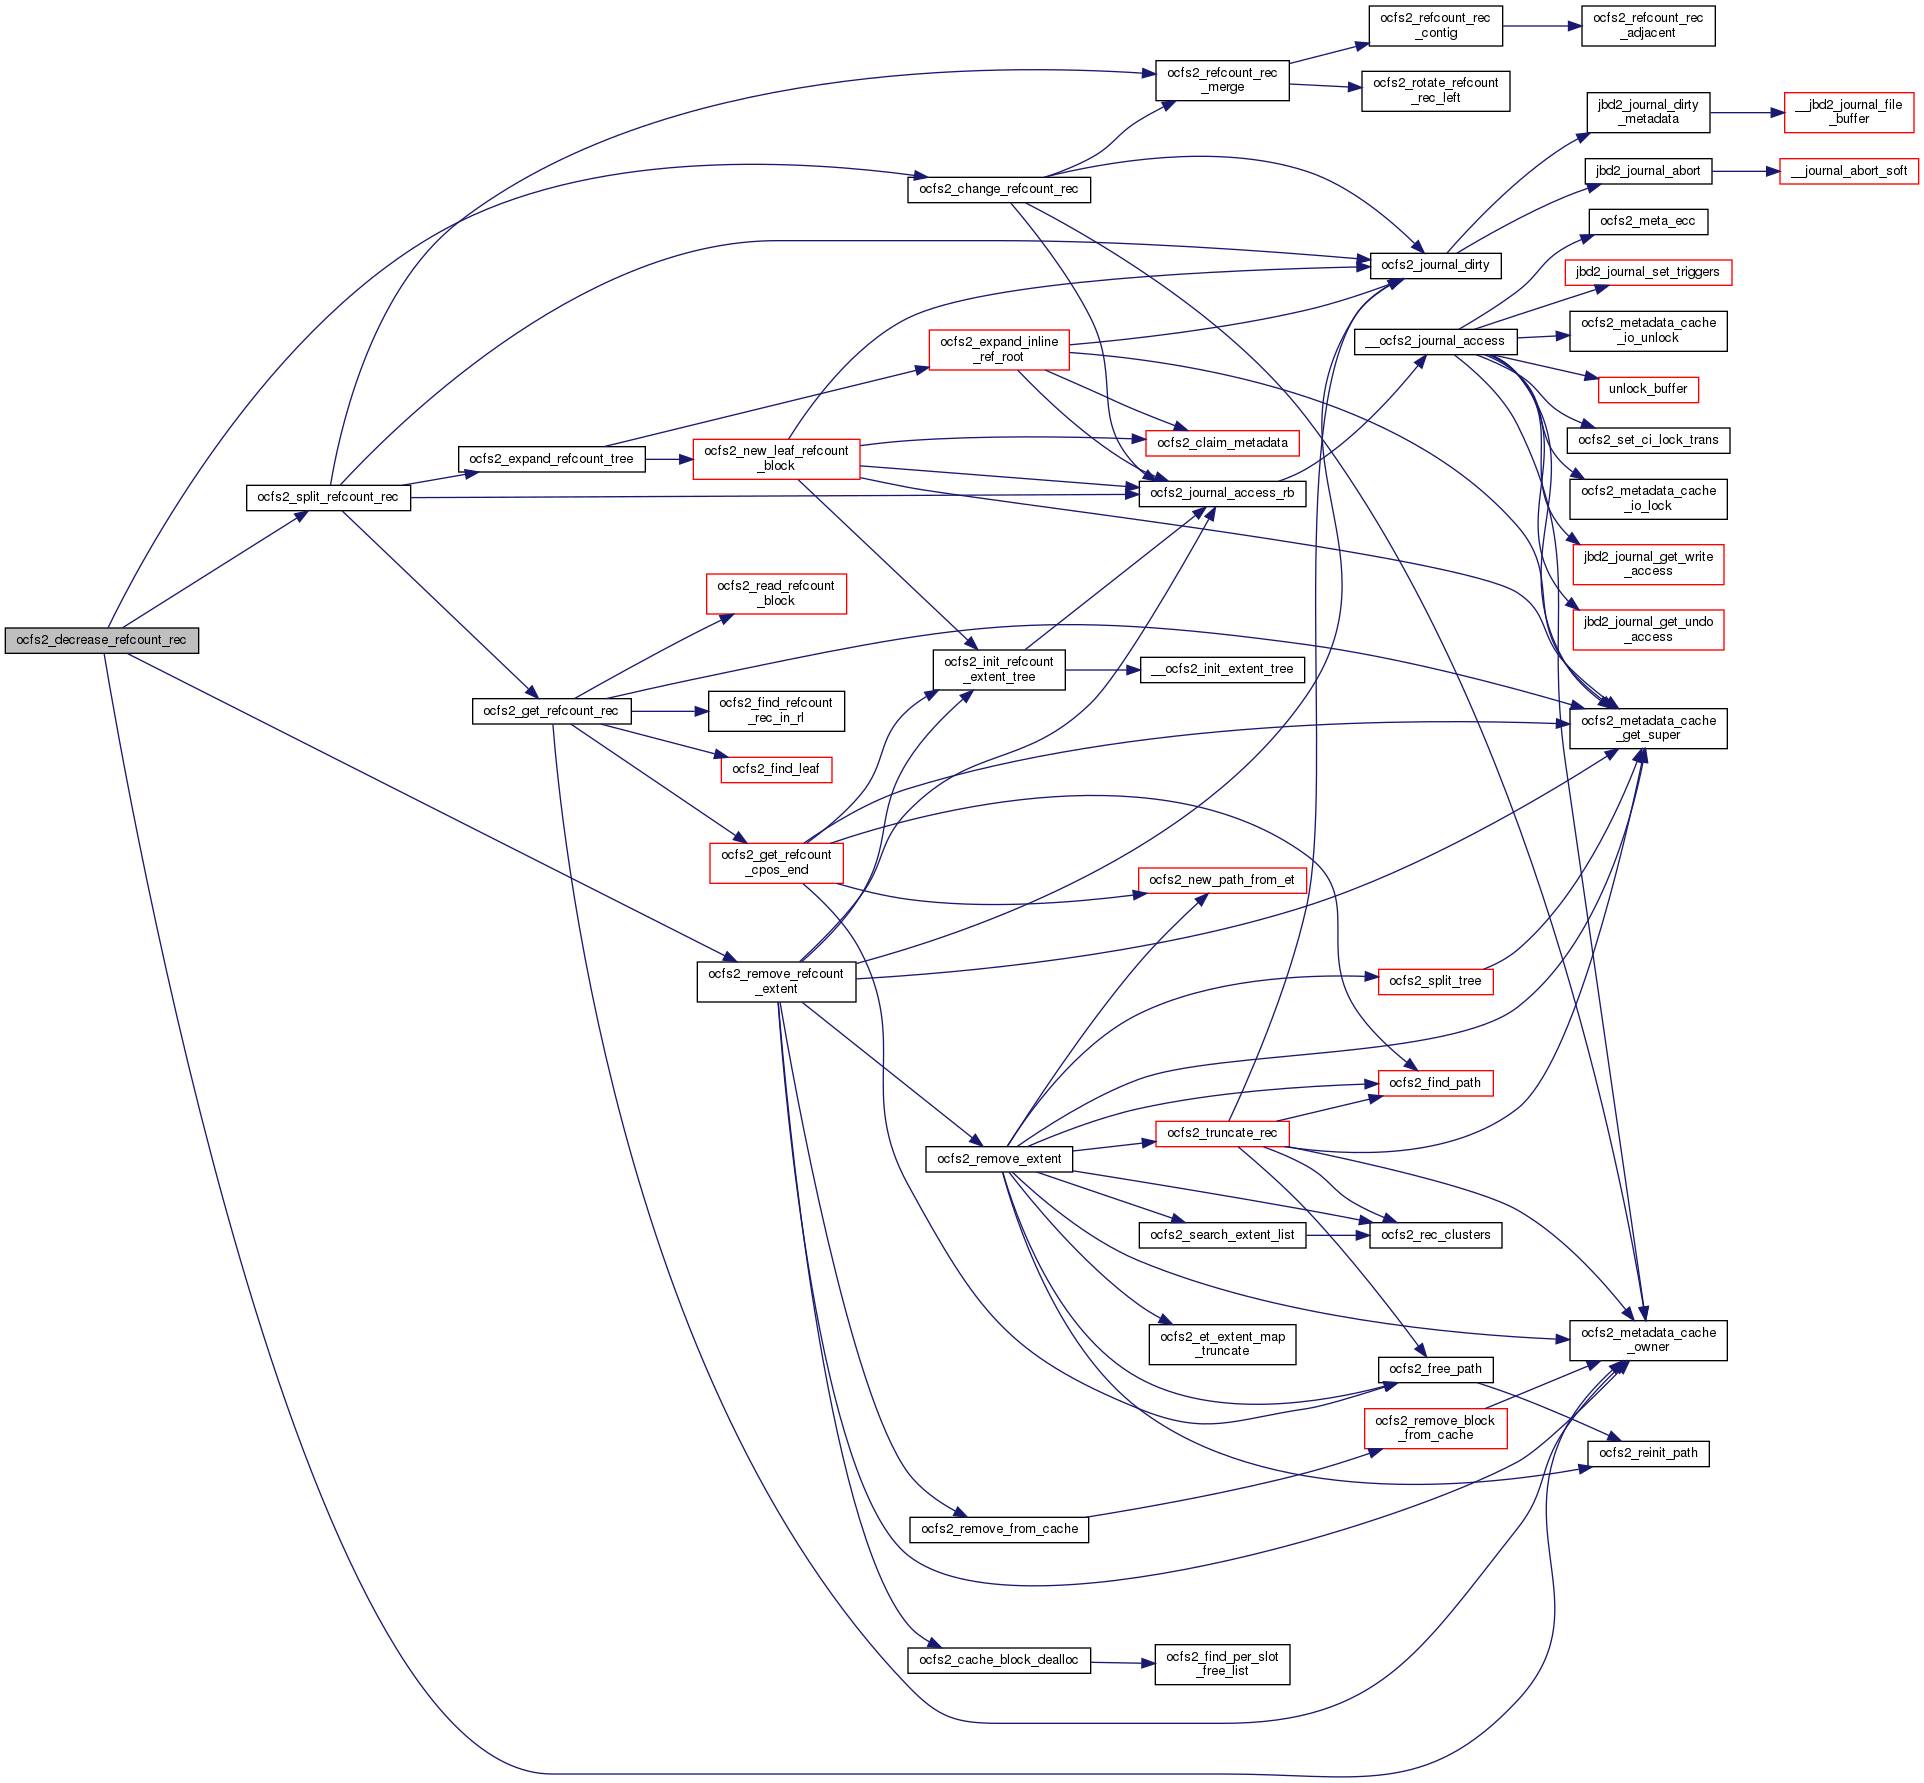 ocfs2_refcount_rec
_contig
ocfs2_refcount_rec
_adjacent
ocfs2_refcount_rec
_merge
ocfs2_rotate_refcount
_rec_left
jbd2_journal_dirty
_metadata
__jbd2_journal_file
_buffer
jbd2_journal_abort
__journal_abort_soft
ocfs2_change_refcount_rec
ocfs2_meta_ecc
ocfs2_journal_dirty
jbd2_journal_set_triggers
ocfs2_metadata_cache
_io_unlock
__ocfs2_journal_access
ocfs2_expand_inline
_ref_root
unlock_buffer
ocfs2_set_ci_lock_trans
ocfs2_claim_metadata
ocfs2_expand_refcount_tree
ocfs2_new_leaf_refcount
_block
ocfs2_split_refcount_rec
ocfs2_journal_access_rb
ocfs2_metadata_cache
_io_lock
jbd2_journal_get_write
_access
ocfs2_read_refcount
_block
jbd2_journal_get_undo
_access
ocfs2_decrease_refcount_rec
ocfs2_init_refcount
_extent_tree
__ocfs2_init_extent_tree
ocfs2_get_refcount_rec
ocfs2_find_refcount
_rec_in_rl
ocfs2_metadata_cache
_get_super
ocfs2_find_leaf
ocfs2_get_refcount
_cpos_end
ocfs2_new_path_from_et
ocfs2_remove_refcount
_extent
ocfs2_split_tree
ocfs2_find_path
ocfs2_truncate_rec
ocfs2_remove_extent
ocfs2_search_extent_list
ocfs2_rec_clusters
ocfs2_et_extent_map
_truncate
ocfs2_metadata_cache
_owner
ocfs2_free_path
ocfs2_remove_block
_from_cache
ocfs2_reinit_path
ocfs2_remove_from_cache
ocfs2_cache_block_dealloc
ocfs2_find_per_slot
_free_list